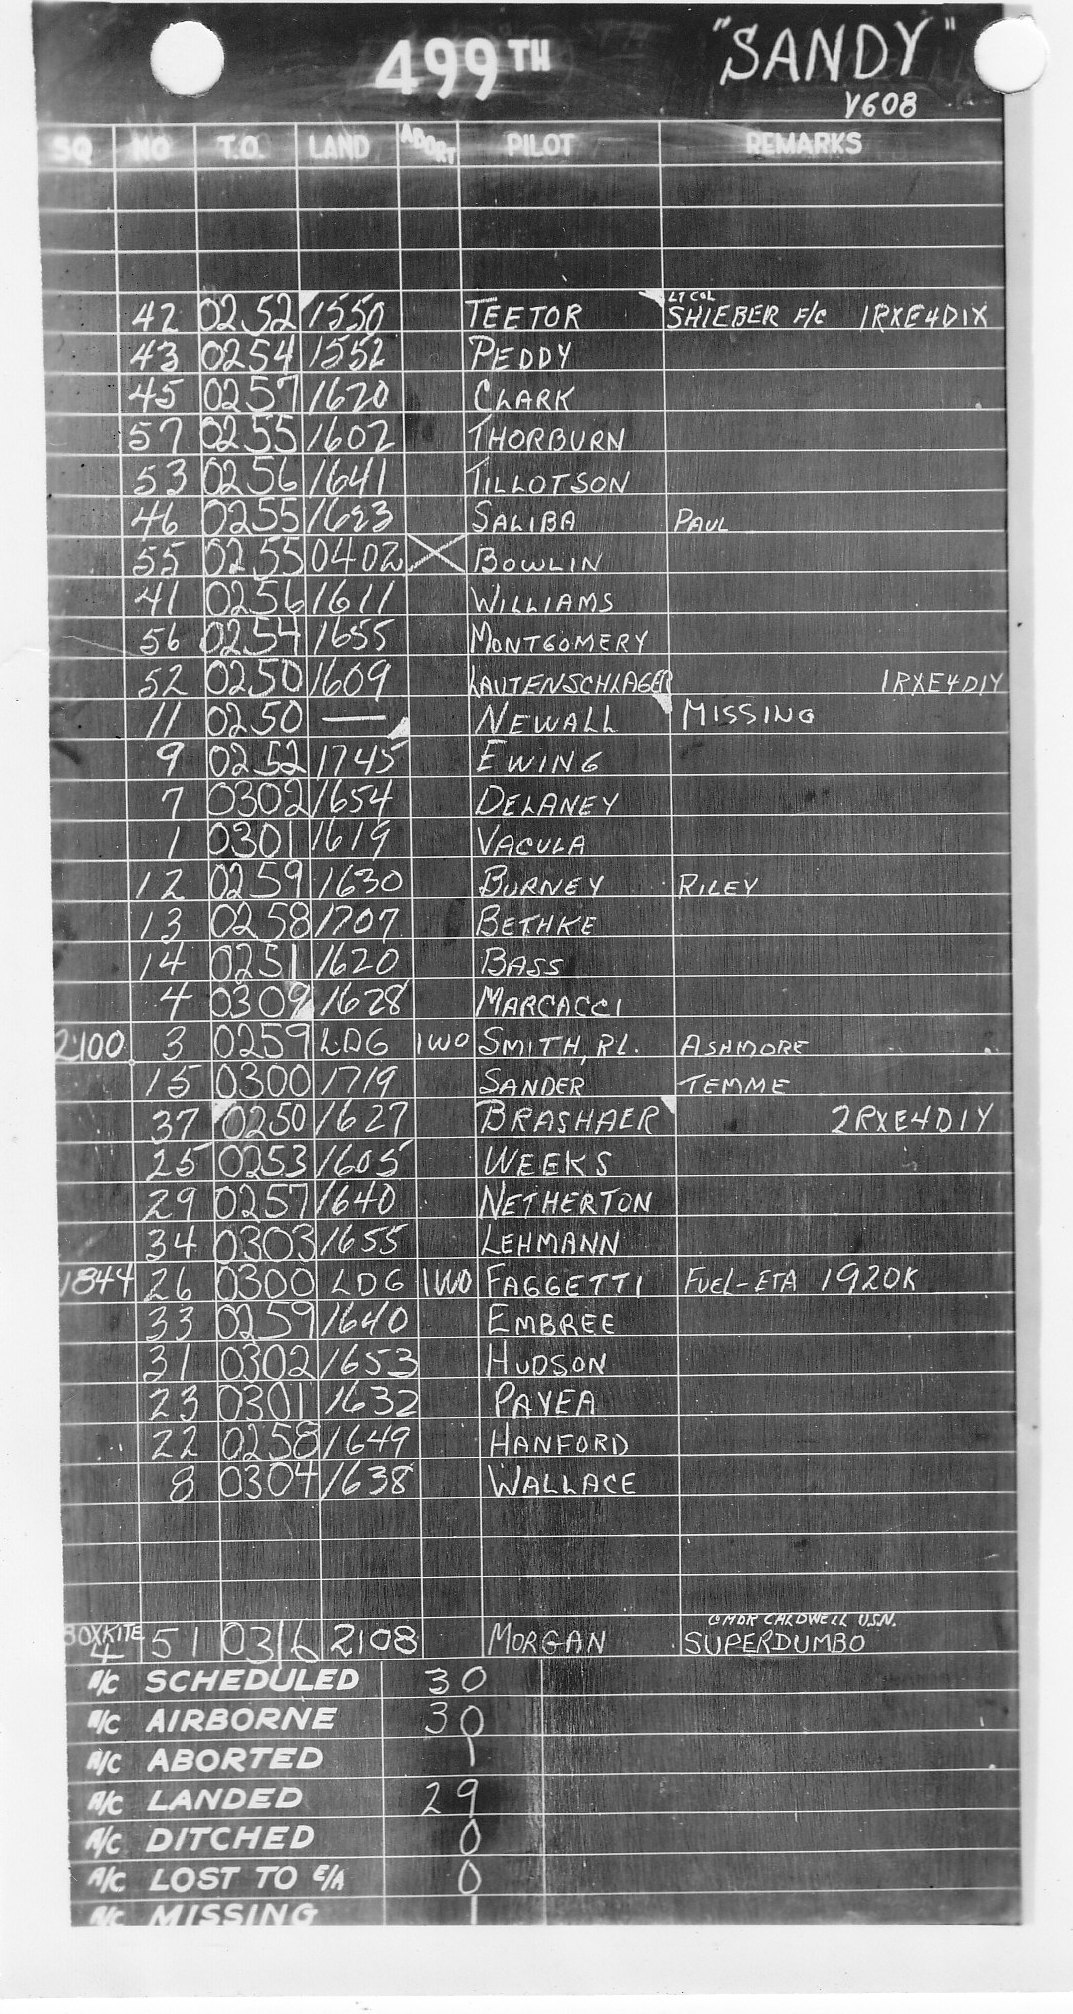 499TH "SANDY"
V608
SQ NO T.O. LAND ABORT PILOT REMARKS
LT COL
42 0252 1550 TEETOR SHIEBER F/C 1RXE4DIX
43 0254 1552 PEDDY
45 0257 1620 CLARK
57 0255 1602 THORBURN
53 0256 1641 TILLOTSON
46 0255 1623 SALIBA PAUL
55 0255 0402 X BOWLIN
41 0256 1611 WILLIAMS
56 0254 1655 MONTGOMERY
52 0250 1609 LAUTENSCHLAGER 1RXE4DIY
11 0250 — NEWALL MISSING
9 0252 1745 EWING
7 0302 1654 DELANEY
1 0301 1619 VACULA
12 0259 1630 BURNEY RILEY
13 0258 1707 BETHKE
14 0251 1620 BASS
4 0309 1628 MARCACCI
2100 3 0259 LDG IWO SMITH, R.L. ASHMORE
15 0300 1719 SANDER TEMME
37 0250 1627 BRASHAER 2RXE4DIY
25 0253 1605 WEEKS
29 0257 1640 NETHERTON
34 0303 1655 LEHMANN
1844 26 0300 LDG IWO FAGGETTI FUEL-ETA 1920K
33 0259 1640 EMBREE
31 0302 1653 HUDSON
23 0301 1632 PAYEA
22 0258 1649 HANFORD
8 0304 1638 WALLACE
CMDR CALDWELL U.S.N.
BOXKITE 4 51 0316 2108 MORGAN SUPERDUMBO
A/C SCHEDULED 30
A/C AIRBORNE 30
A/C ABORTED 1
A/C LANDED 29
A/C DITCHED 0
A/C LOST TO E/A 0
A/C MISSING 1